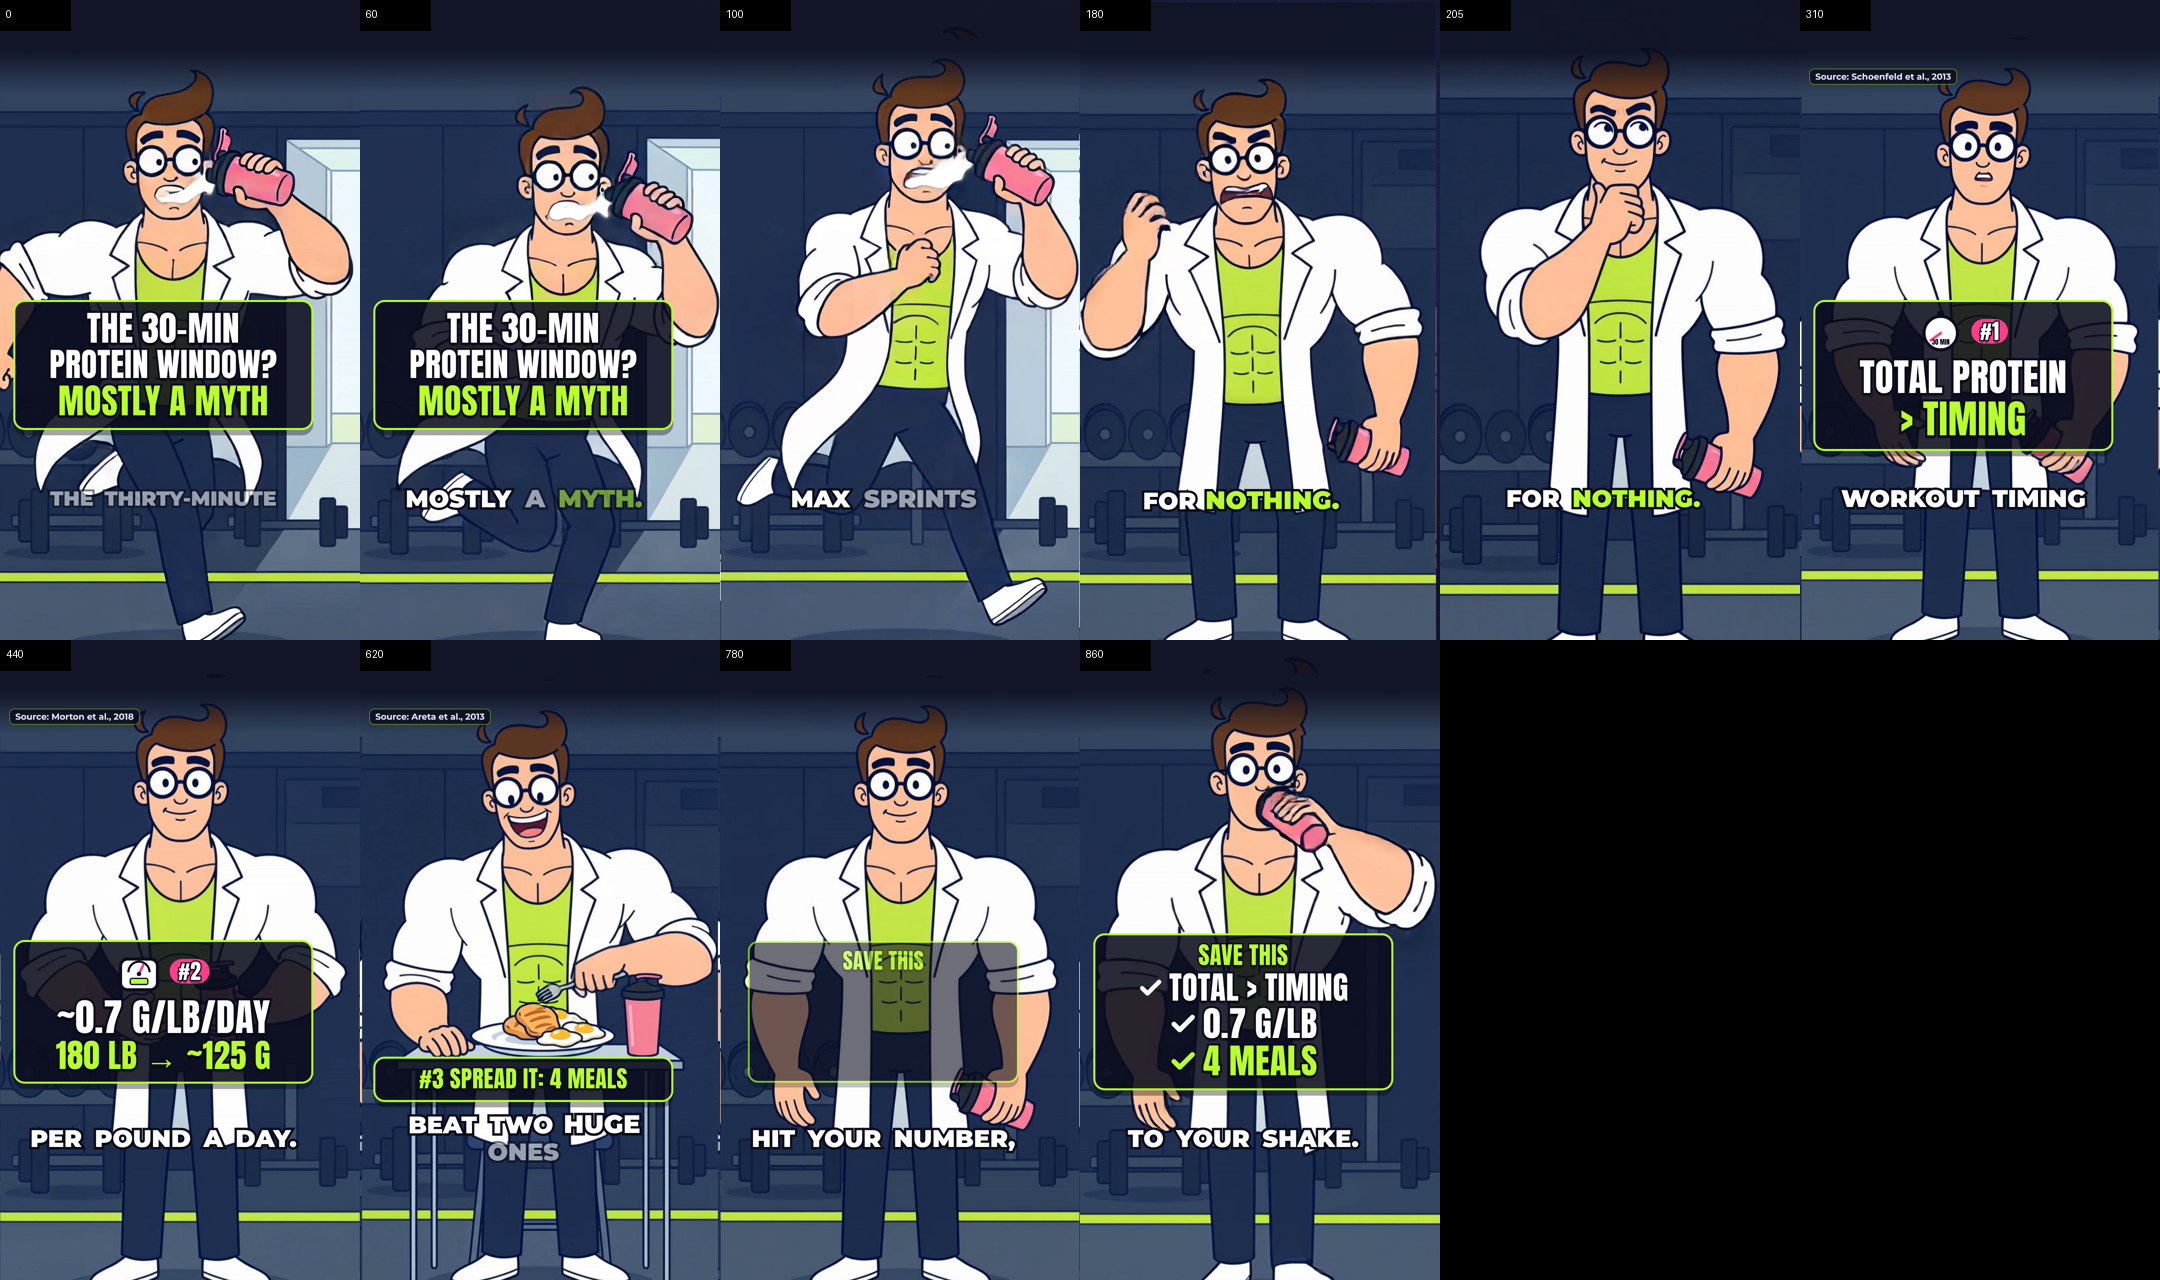 0
THE 30-MIN
PROTEIN WINDOW?
MOSTLY A MYTH
THE THIRTY-MINUTE
60
THE 30-MIN
PROTEIN WINDOW?
MOSTLY A MYTH
MOSTLY A MYTH.
100
MAX SPRINTS
180
FOR NOTHING.
205
FOR NOTHING.
310
Source: Schoenfeld et al., 2013
30 MIN
#1
TOTAL PROTEIN
> TIMING
WORKOUT TIMING
440
Source: Morton et al., 2018
#2
~0.7 G/LB/DAY
180 LB → ~125 G
PER POUND A DAY.
620
Source: Areta et al., 2013
#3 SPREAD IT: 4 MEALS
BEAT TWO HUGE
ONES
780
SAVE THIS
HIT YOUR NUMBER,
860
SAVE THIS
✓ TOTAL > TIMING
✓ 0.7 G/LB
✓ 4 MEALS
TO YOUR SHAKE.